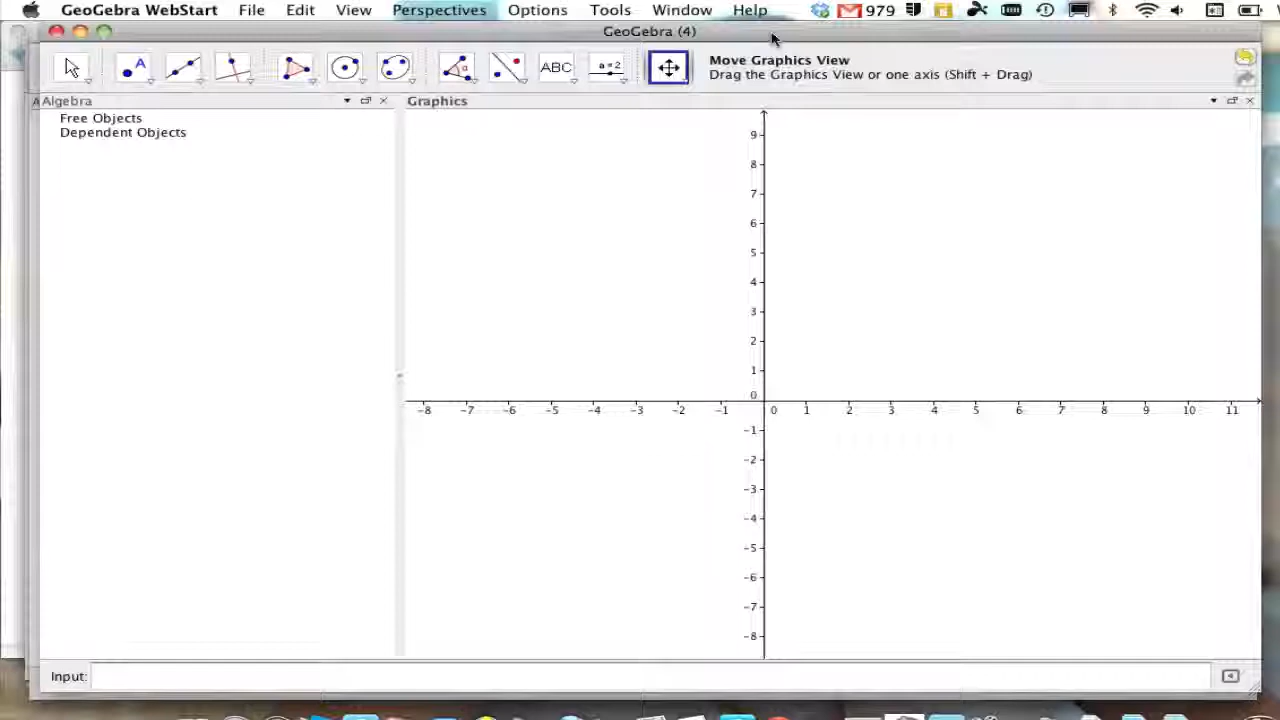 GeoGebra WebStart File Edit View Perspectives Options Tools Window Help 979
GeoGebra (4)
A ABC a=2 Move Graphics View
α Drag the Graphics View or one axis (Shift + Drag)
Algebra Graphics
Free Objects
Dependent Objects
9
8
7
6
5
4
3
2
1
0
-8 -7 -6 -5 -4 -3 -2 -1 0 1 2 3 4 5 6 7 8 9 10 11
-1
-2
-3
-4
-5
-6
-7
-8
Input: